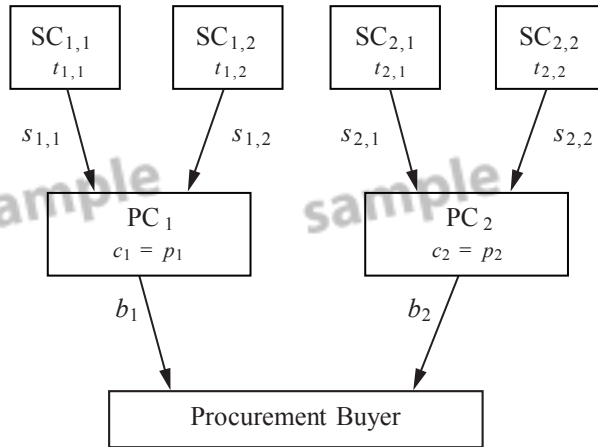 SC1,1 SC1,2 SC2,1 SC2,2
t1,1 t1,2 t2,1 t2,2
s1,1 s1,2 s2,1 s2,2
sample sample
PC1 PC2
c1 = p1 c2 = p2
b1 b2
Procurement Buyer